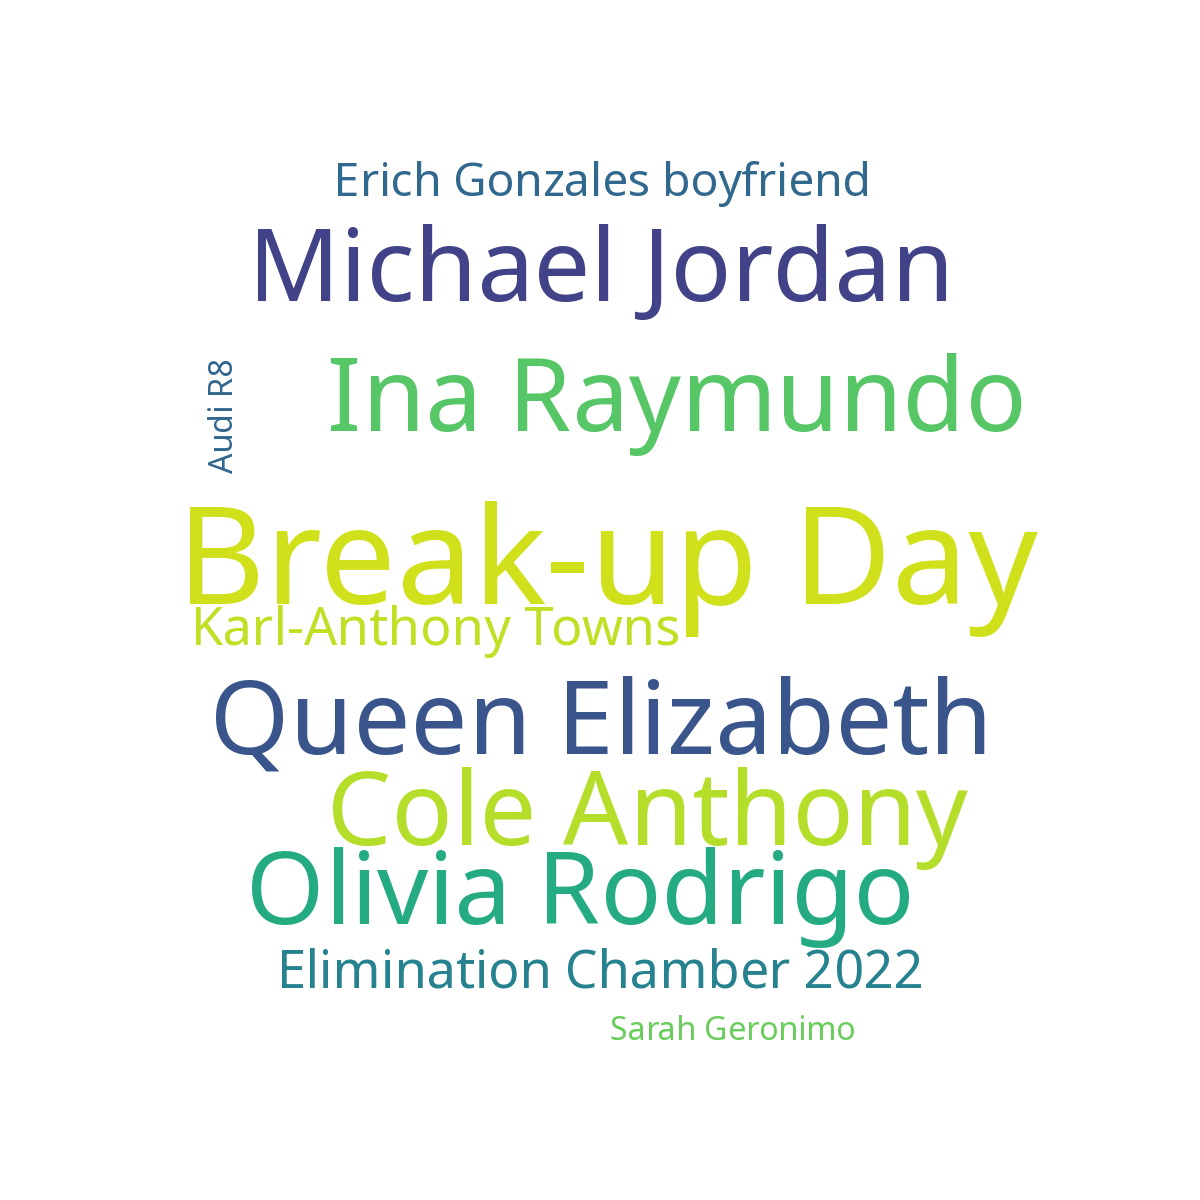 Erich Gonzales boyfriend
Michael Jordan
Ina Raymundo
Audi R8
Break-up Day
Karl-Anthony Towns
Queen Elizabeth
Cole Anthony
Olivia Rodrigo
Elimination Chamber 2022
Sarah Geronimo